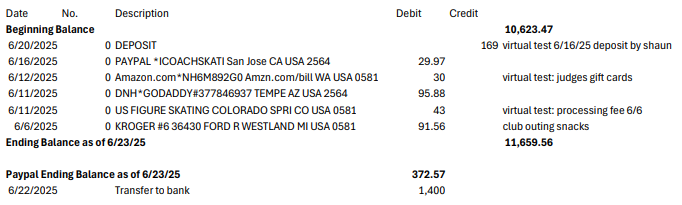 Date No. Description Debit Credit
Beginning Balance 10,623.47
6/20/2025 0 DEPOSIT 169 virtual test 6/16/25 deposit by shaun
6/16/2025 0 PAYPAL *ICOACHSKATI San Jose CA USA 2564 29.97
6/12/2025 0 Amazon.com*NH6M892G0 Amzn.com/bill WA USA 0581 30 virtual test: judges gift cards
6/11/2025 0 DNH*GODADDY#377846937 TEMPE AZ USA 2564 95.88
6/11/2025 0 US FIGURE SKATING COLORADO SPRI CO USA 0581 43 virtual test: processing fee 6/6
6/6/2025 0 KROGER #6 36430 FORD R WESTLAND MI USA 0581 91.56 club outing snacks
Ending Balance as of 6/23/25 11,659.56
Paypal Ending Balance as of 6/23/25 372.57
6/22/2025 Transfer to bank 1,400